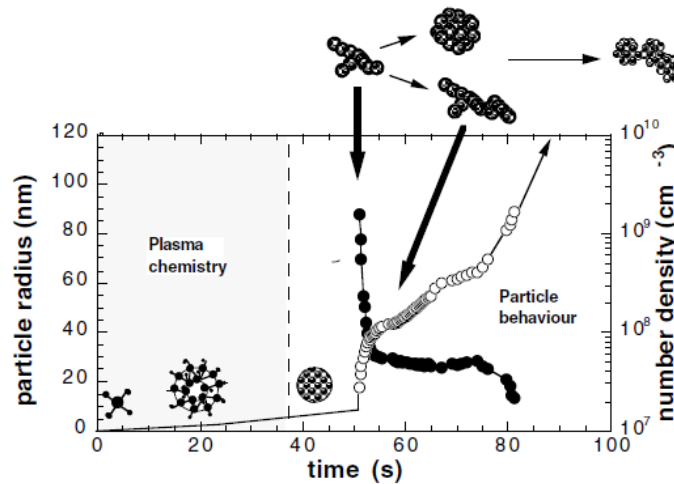 120
100
80
60
40
20
0
particle radius (nm)
Plasma
chemistry
Particle
behaviour
10^10
10^9
10^8
10^7
number density (cm^-3)
0
20
40
60
80
100
time (s)